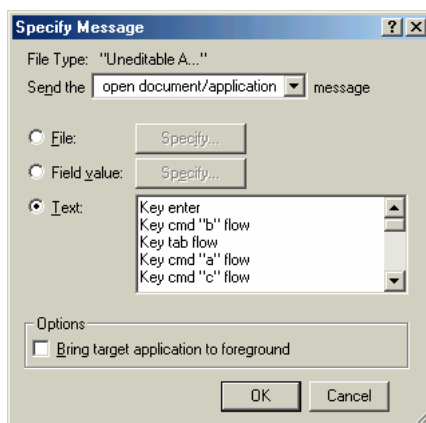 Specify Message
File Type: "Uneditable A..."
Send the open document/application message
File: Specify...
Field value: Specify...
Text:
Key enter
Key cmd "b" flow
Key tab flow
Key cmd "a" flow
Key cmd "c" flow
Options
Bring target application to foreground
OK Cancel